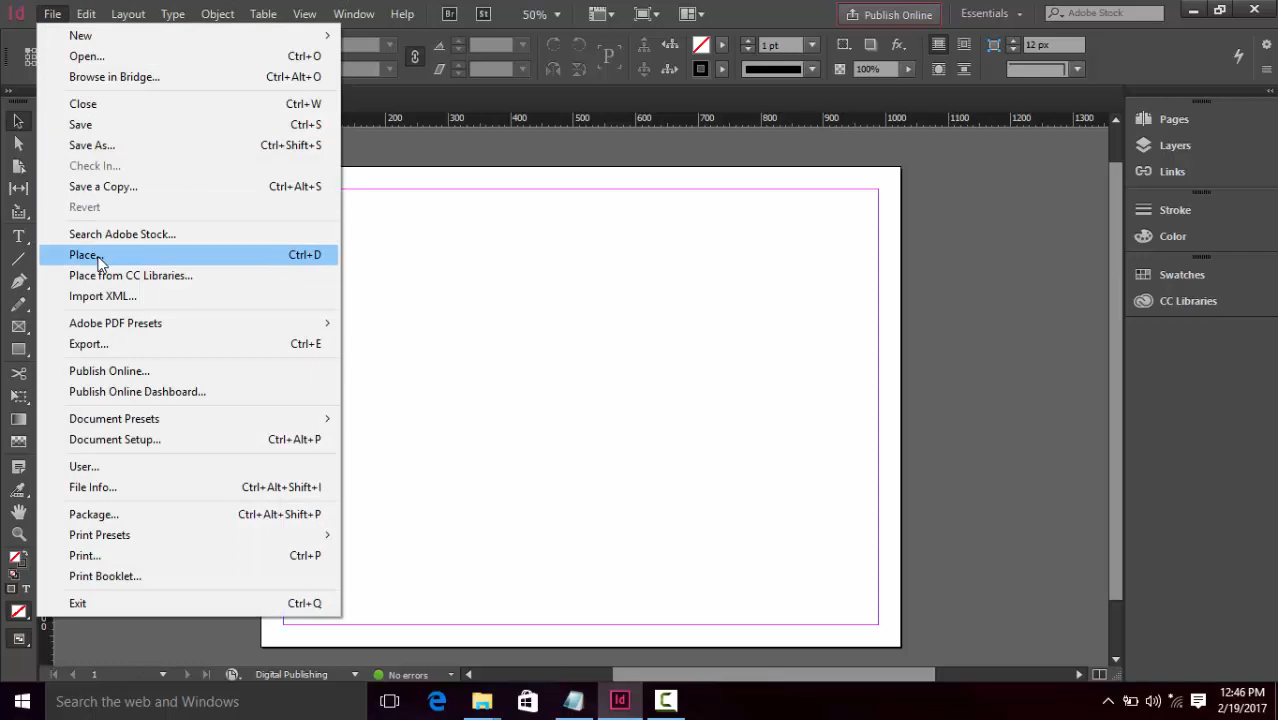 Id File Edit Layout Type Object Table View Window Help Br St 50% Publish Online Essentials Adobe Stock
New
Open... Ctrl+O
Browse in Bridge... Ctrl+Alt+O
Close Ctrl+W
Save Ctrl+S
Save As... Ctrl+Shift+S
Check In...
Save a Copy... Ctrl+Alt+S
Revert
Search Adobe Stock...
Place... Ctrl+D
Place from CC Libraries...
Import XML...
Adobe PDF Presets
Export... Ctrl+E
Publish Online...
Publish Online Dashboard...
Document Presets
Document Setup... Ctrl+Alt+P
User...
File Info... Ctrl+Alt+Shift+I
Package... Ctrl+Alt+Shift+P
Print Presets
Print... Ctrl+P
Print Booklet...
Exit Ctrl+Q
1 pt fx. 12 px
100%
200 300 400 500 600 700 800 900 1000 1100 1200 1300
Pages
Layers
Links
Stroke
Color
Swatches
CC Libraries
1 Digital Publishing No errors
Search the web and Windows
Id
12:46 PM
2/19/2017